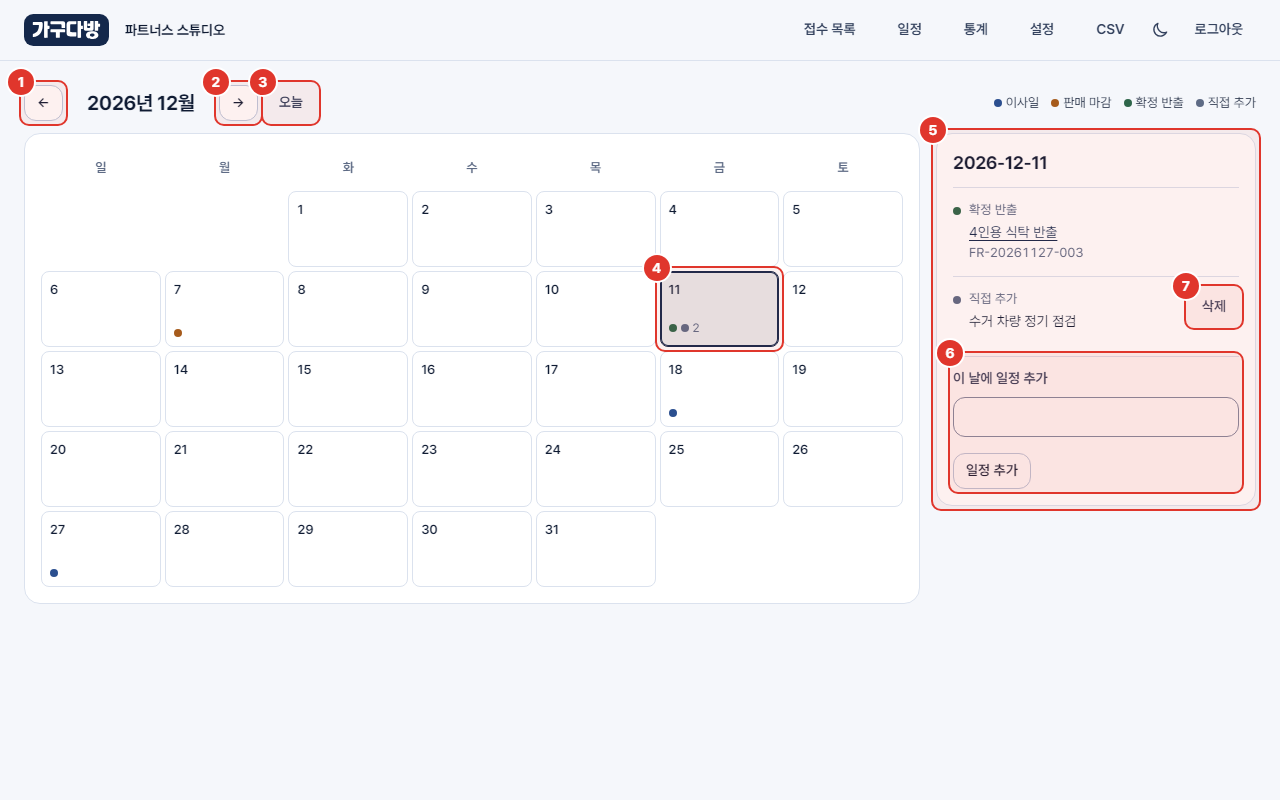 가구다방 파트너스 스튜디오 접수 목록 일정 통계 설정 CSV 로그아웃
1 2 3
← 2026년 12월 → 오늘 이사일 판매 마감 확정 반출 직접 추가
5
일 월 화 수 목 금 토
2026-12-11
1 2 3 4 5
확정 반출
4인용 식탁 반출
FR-20261127-003
4
6 7 8 9 10 11 12
2
7
직접 추가
삭제
수거 차량 정기 점검
6
13 14 15 16 17 18 19
이 날에 일정 추가
20 21 22 23 24 25 26
일정 추가
27 28 29 30 31